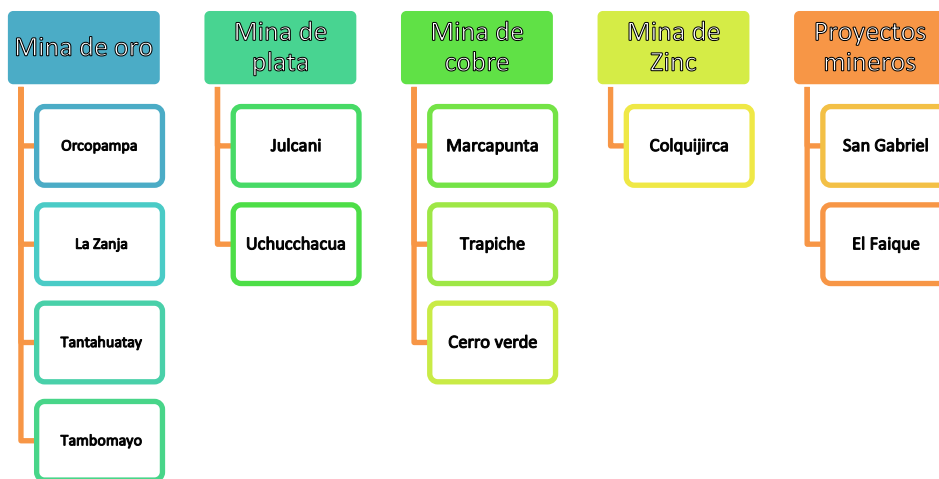 Mina de oro
Orcopampa
La Zanja
Tantahuatay
Tambomayo
Mina de
plata
Julcani
Uchucchacua
Mina de
cobre
Marcapunta
Trapiche
Cerro verde
Mina de
Zinc
Colquijirca
Proyectos
mineros
San Gabriel
El Faique